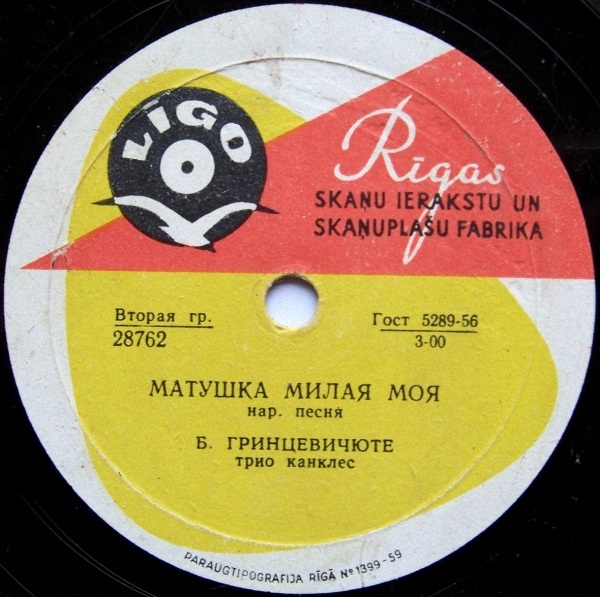 LĪGO
Rīgas
SKAŅU IERAKSTU UN
SKAŅUPLAŠU FABRIKA
Вторая гр.
28762
Гост 5289-56
3-00
МАТУШКА МИЛАЯ МОЯ
нар. песня
Б. ГРИНЦЕВИЧЮТЕ
трио канклес
PARAUGTIPOGRAFIJA RĪGĀ Nº 1399-59